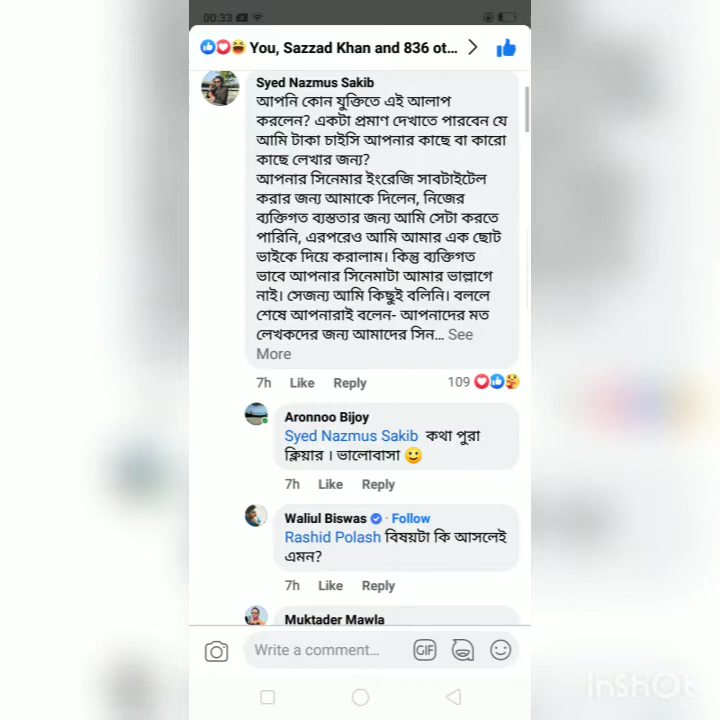 00:33
You, Sazzad Khan and 836 ot...
Syed Nazmus Sakib
আপনি কোন যুক্তিতে এই আলাপ
করলেন? একটা প্রমাণ দেখাতে পারবেন যে
আমি টাকা চাইসি আপনার কাছে বা কারো
কাছে লেখার জন্য?
আপনার সিনেমার ইংরেজি সাবটাইটেল
করার জন্য আমাকে দিলেন, নিজের
ব্যক্তিগত ব্যস্ততার জন্য আমি সেটা করতে
পারিনি, এরপরেও আমি আমার এক ছোট
ভাইকে দিয়ে করালাম। কিন্তু ব্যক্তিগত
ভাবে আপনার সিনেমাটা আমার ভাল্লাগে
নাই। সেজন্য আমি কিছুই বলিনি। বললে
শেষে আপনারাই বলেন- আপনাদের মত
লেখকদের জন্য আমাদের সিন... See
More
7h Like Reply 109
Aronnoo Bijoy
Syed Nazmus Sakib কথা পুরা
ক্লিয়ার । ভালোবাসা
7h Like Reply
Waliul Biswas · Follow
Rashid Polash বিষয়টা কি আসলেই
এমন?
7h Like Reply
Muktader Mawla
Write a comment...
GIF
InShOt